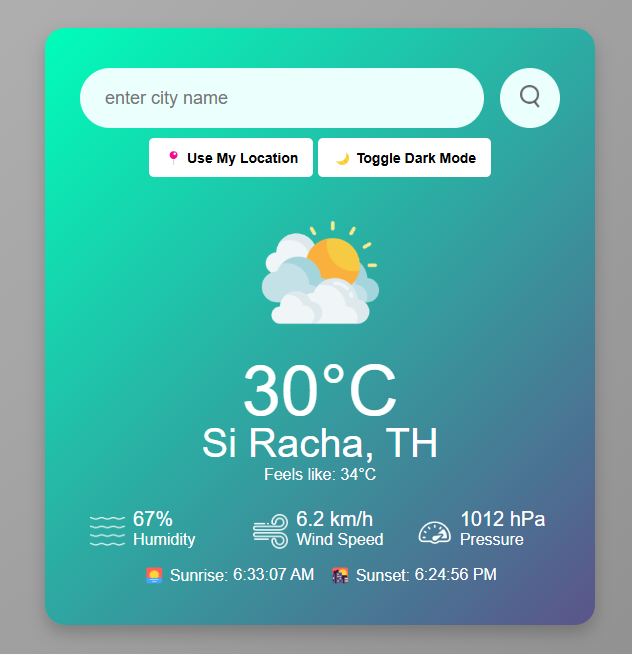 enter city name
Use My Location Toggle Dark Mode
30°C
Si Racha, TH
Feels like: 34°C
67% 6.2 km/h 1012 hPa
Humidity Wind Speed Pressure
Sunrise: 6:33:07 AM Sunset: 6:24:56 PM